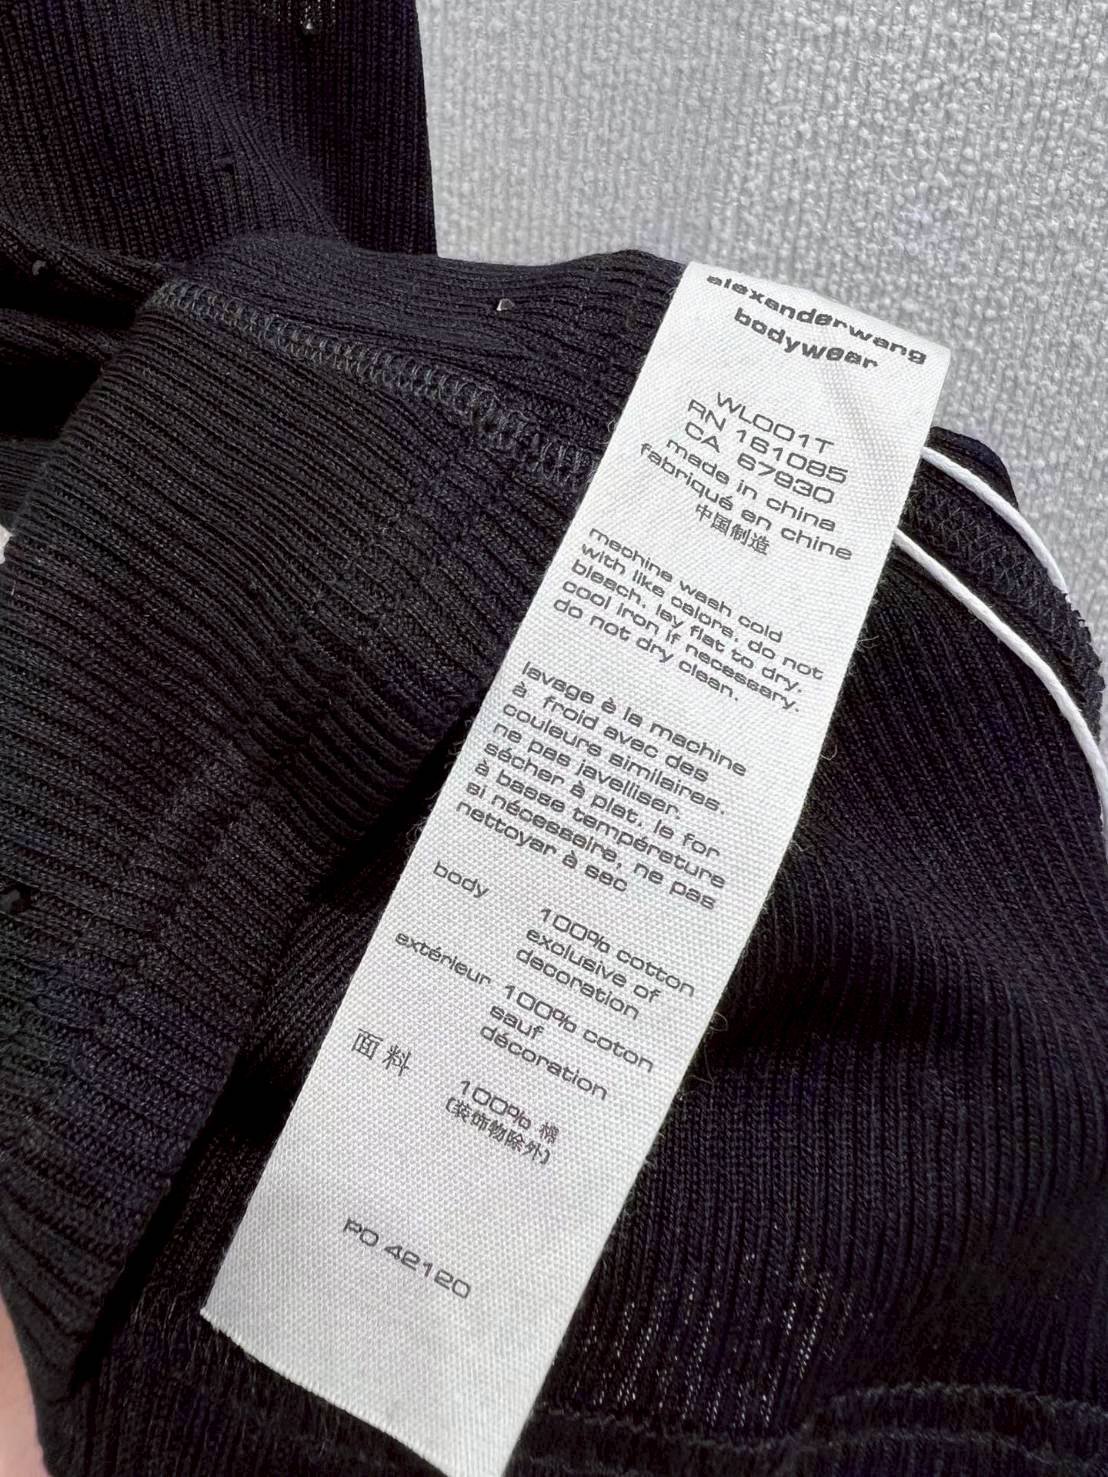 alexanderwang
bodywear
WL001T
RN 161085
CA 67930
made in china
fabriqué en chine
中国制造
machine wash cold
with like colors. do not
bleach. lay flat to dry.
cool iron if necessary.
do not dry clean.
lavage à la machine
à froid avec des
couleurs similaires.
ne pas javelliser.
sécher à plat. le for
à basse température
si nécessaire, ne pas
nettoyar à sec
body
100% cotton
exclusive of
decoration
extérieur
100% coton
sauf
décoration
面料
100% 棉
(装饰物除外)
PO 42120